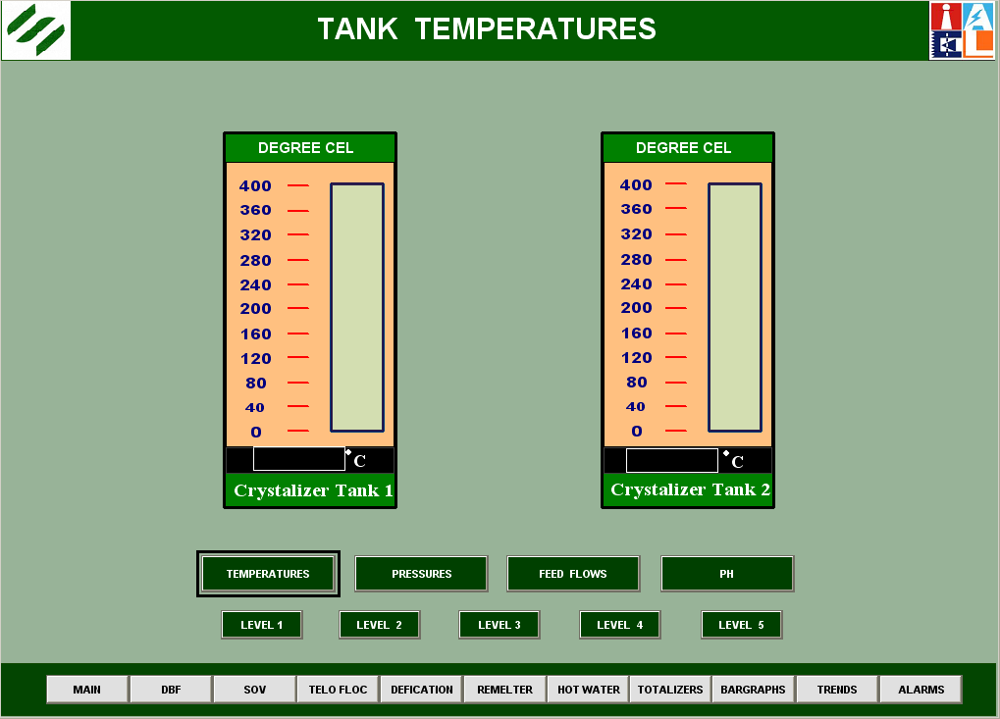 TANK TEMPERATURES
DEGREE CEL
400
360
320
280
240
200
160
120
80
40
0
°C
Crystalizer Tank 1
DEGREE CEL
400
360
320
280
240
200
160
120
80
40
0
°C
Crystalizer Tank 2
TEMPERATURES PRESSURES FEED FLOWS PH
LEVEL 1 LEVEL 2 LEVEL 3 LEVEL 4 LEVEL 5
MAIN DBF SOV TELO FLOC DEFICATION REMELTER HOT WATER TOTALIZERS BARGRAPHS TRENDS ALARMS